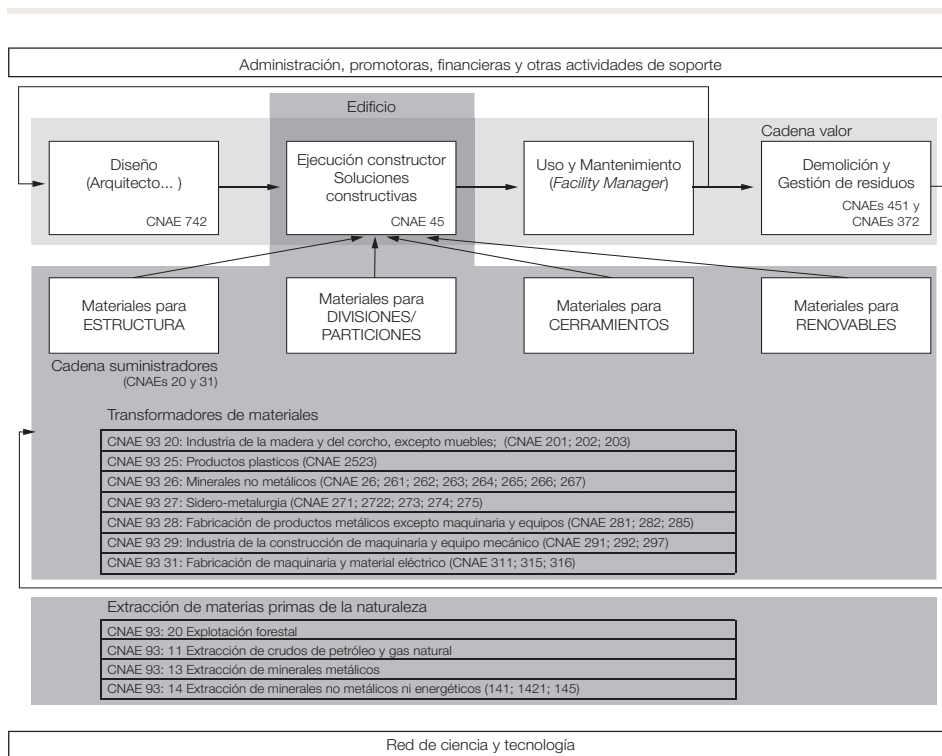 Administración, promotoras, financieras y otras actividades de soporte
Edificio
Cadena valor
Diseño
(Arquitecto... )
CNAE 742
Ejecución constructor
Soluciones
constructivas
CNAE 45
Uso y Mantenimiento
(Facility Manager)
Demolición y
Gestión de residuos
CNAEs 451 y
CNAEs 372
Materiales para
ESTRUCTURA
Materiales para
DIVISIONES/
PARTICIONES
Materiales para
CERRAMIENTOS
Materiales para
RENOVABLES
Cadena suministradores
(CNAEs 20 y 31)
Transformadores de materiales
CNAE 93 20: Industria de la madera y del corcho, excepto muebles; (CNAE 201; 202; 203)
CNAE 93 25: Productos plasticos (CNAE 2523)
CNAE 93 26: Minerales no metálicos (CNAE 26; 261; 262; 263; 264; 265; 266; 267)
CNAE 93 27: Sidero-metalurgia (CNAE 271; 2722; 273; 274; 275)
CNAE 93 28: Fabricación de productos metálicos excepto maquinaria y equipos (CNAE 281; 282; 285)
CNAE 93 29: Industria de la construcción de maquinaria y equipo mecánico (CNAE 291; 292; 297)
CNAE 93 31: Fabricación de maquinaria y material eléctrico (CNAE 311; 315; 316)
Extracción de materias primas de la naturaleza
CNAE 93: 20 Explotación forestal
CNAE 93: 11 Extracción de crudos de petróleo y gas natural
CNAE 93: 13 Extracción de minerales metálicos
CNAE 93: 14 Extracción de minerales no metálicos ni energéticos (141; 1421; 145)
Red de ciencia y tecnología